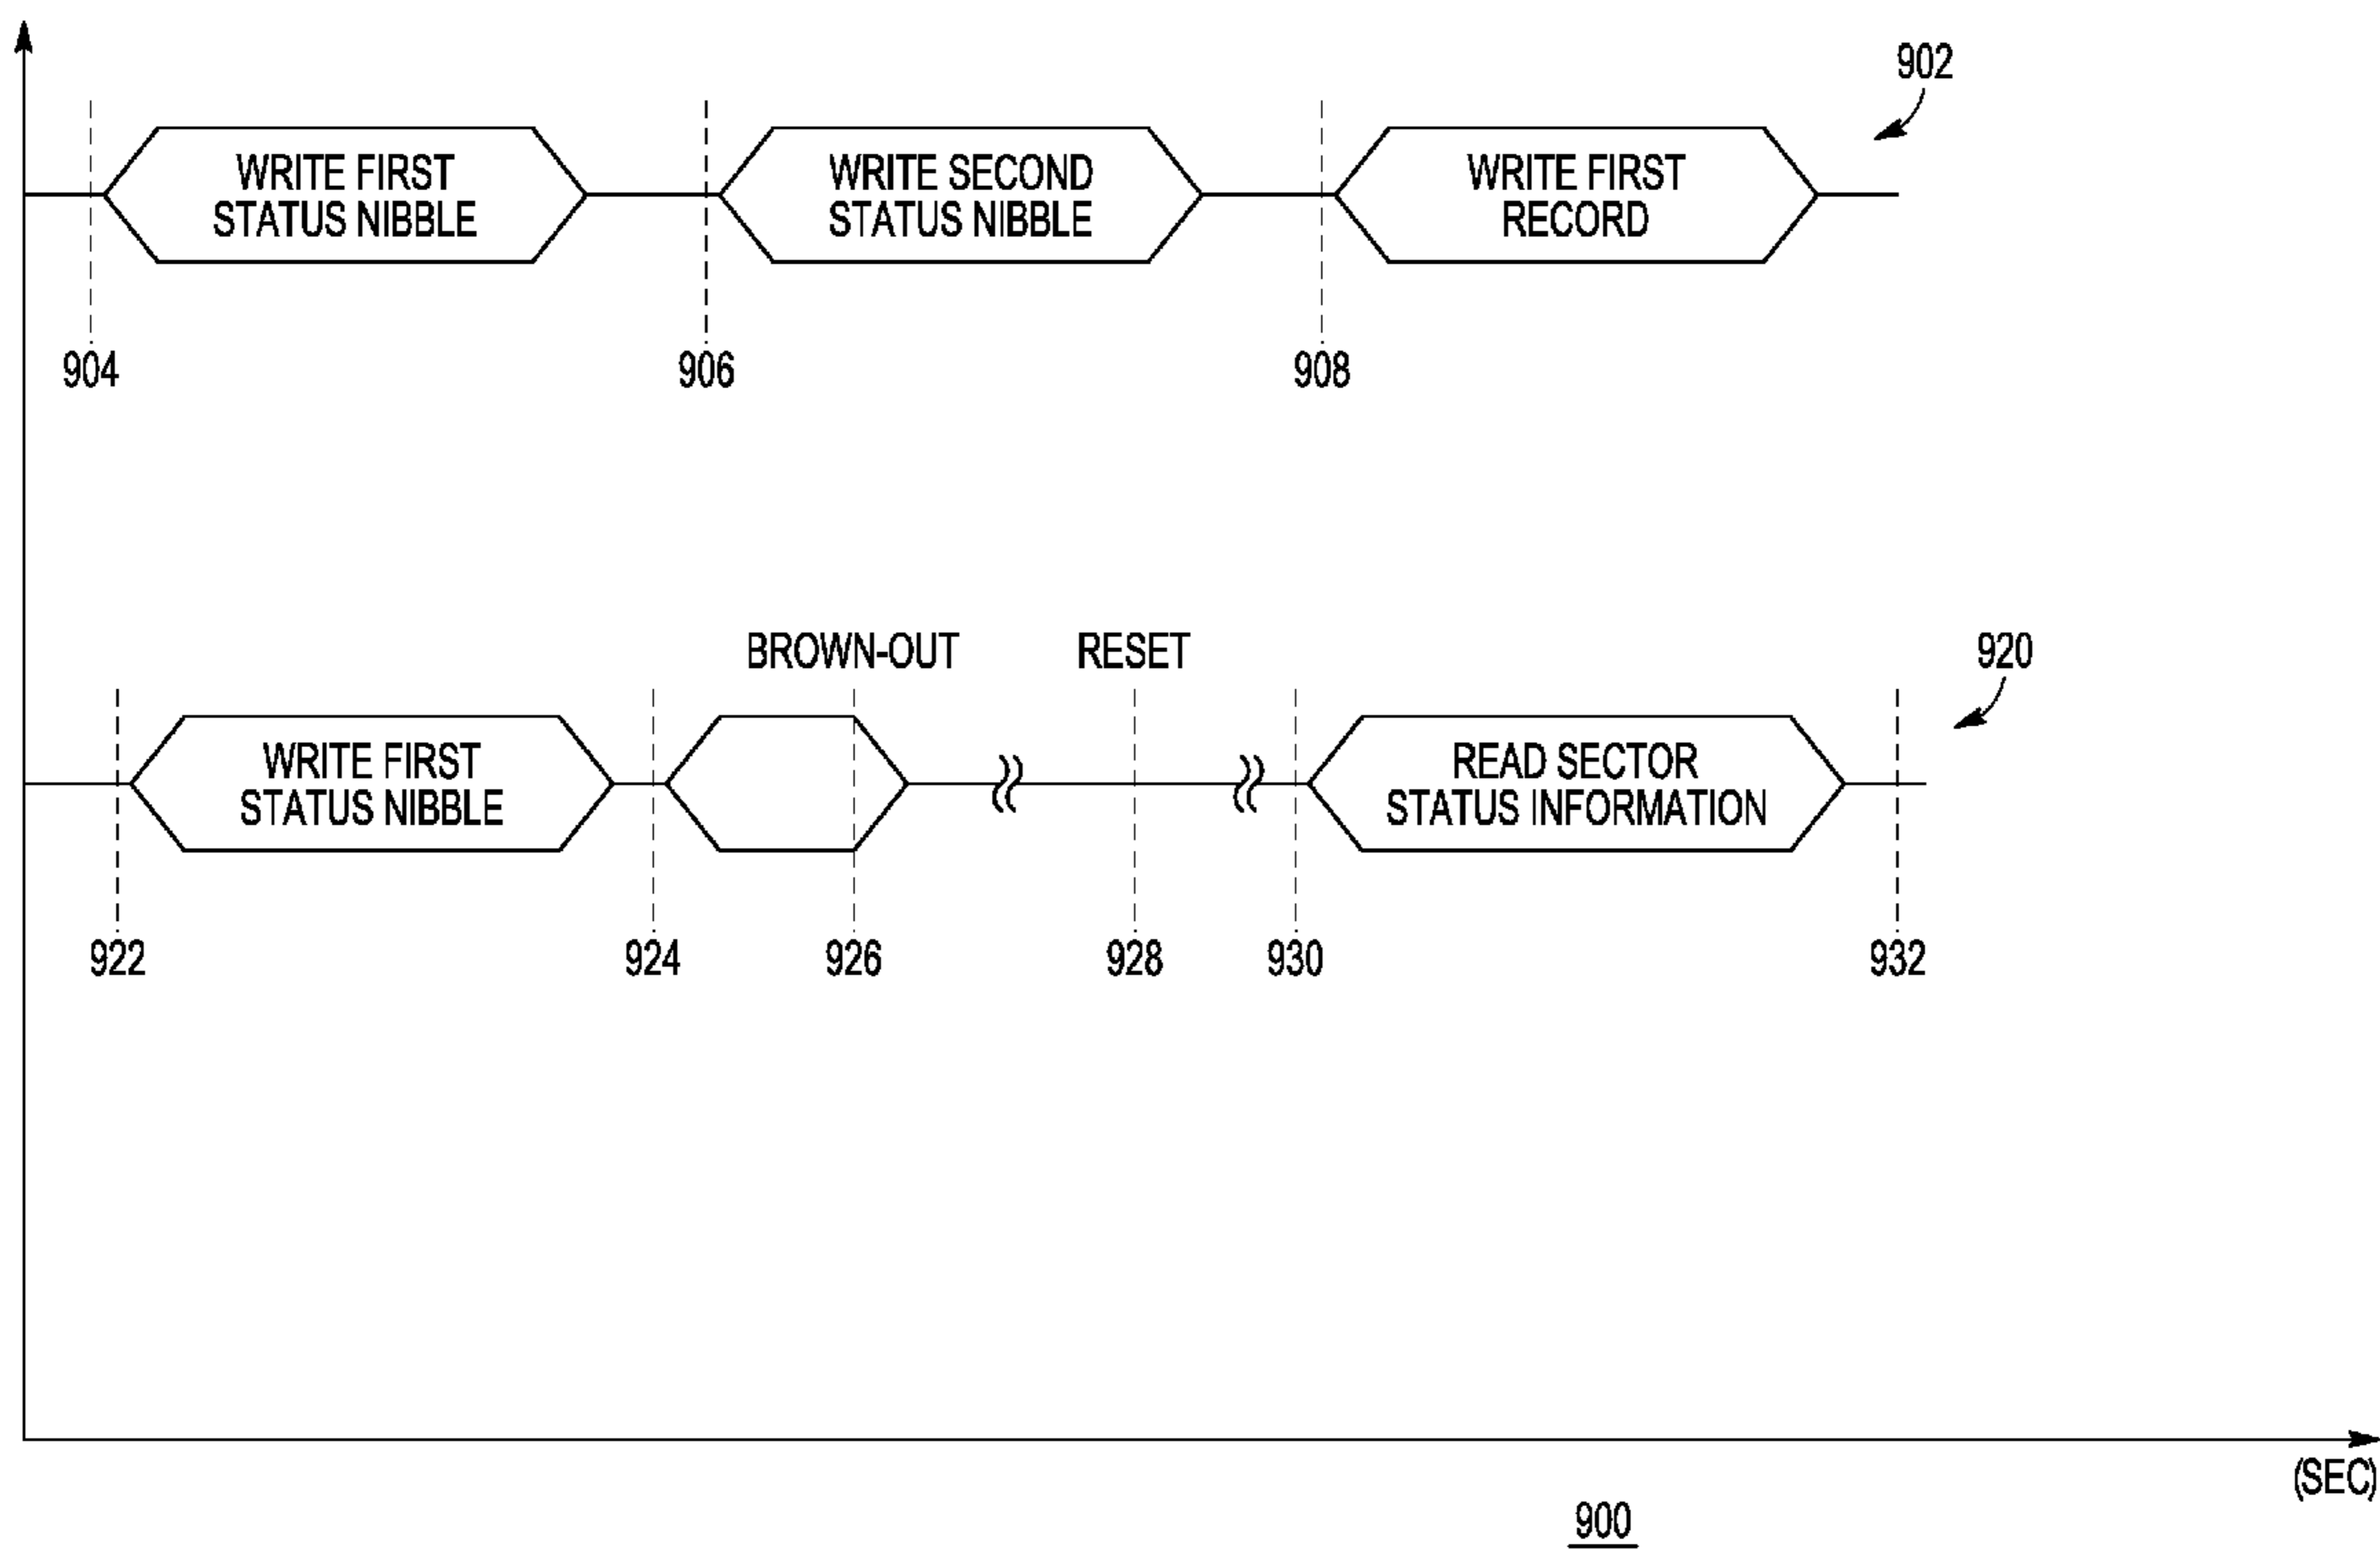 902
WRITE FIRST
STATUS NIBBLE
WRITE SECOND
STATUS NIBBLE
WRITE FIRST
RECORD
904
906
908
BROWN-OUT
RESET
920
WRITE FIRST
STATUS NIBBLE
READ SECTOR
STATUS INFORMATION
922
924
926
928
930
932
(SEC)
900